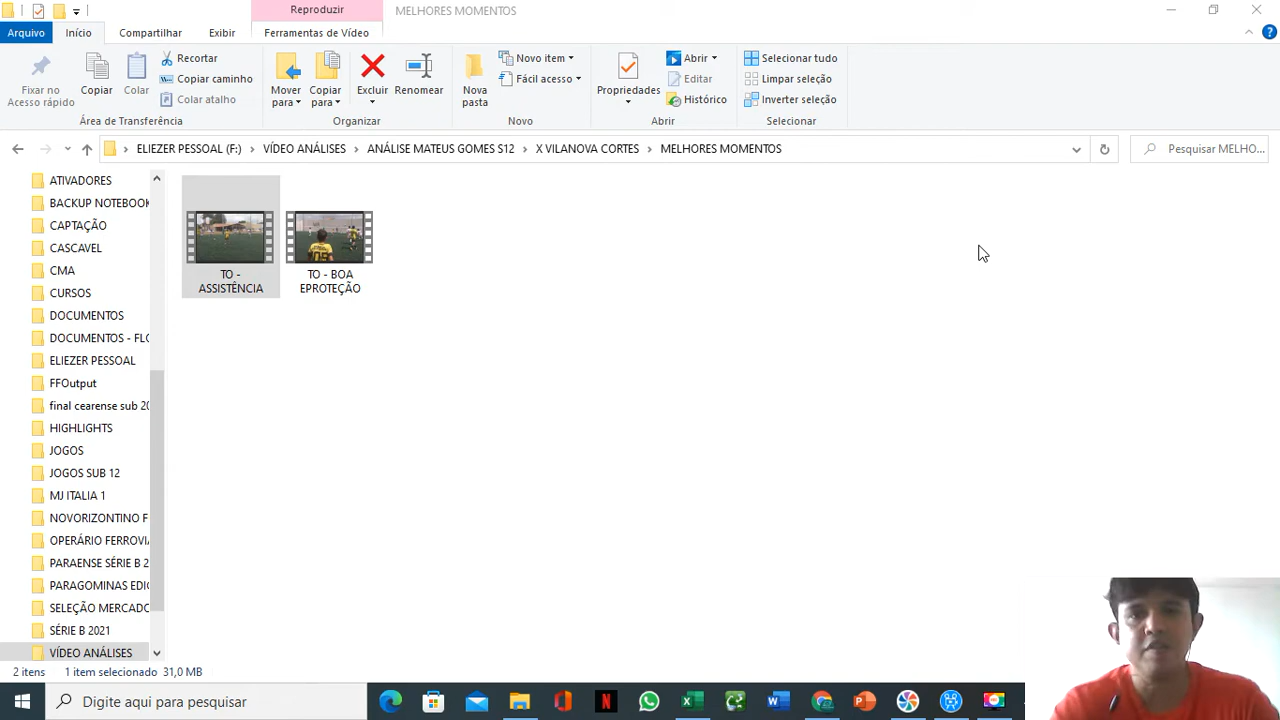 Reproduzir
MELHORES MOMENTOS
Arquivo
Início
Compartilhar
Exibir
Ferramentas de Vídeo
Fixar no
Acesso rápido
Copiar
Colar
Recortar
Copiar caminho
Colar atalho
Área de Transferência
Mover
para
Copiar
para
Excluir
Renomear
Organizar
Nova
pasta
Novo item
Fácil acesso
Novo
Propriedades
Abrir
Editar
Histórico
Abrir
Selecionar tudo
Limpar seleção
Inverter seleção
Selecionar
ELIEZER PESSOAL (F:) > VÍDEO ANÁLISES > ANÁLISE MATEUS GOMES S12 > X VILANOVA CORTES > MELHORES MOMENTOS
Pesquisar MELHO...
ATIVADORES
BACKUP NOTEBOOK
CAPTAÇÃO
CASCAVEL
CMA
CURSOS
DOCUMENTOS
DOCUMENTOS - FLO
ELIEZER PESSOAL
FFOutput
final cearense sub 20
HIGHLIGHTS
JOGOS
JOGOS SUB 12
MJ ITALIA 1
NOVORIZONTINO F
OPERÁRIO FERROVIA
PARAENSE SÉRIE B 2
PARAGOMINAS EDIÇ
SELEÇÃO MERCADO
SÉRIE B 2021
VÍDEO ANÁLISES
TO -
ASSISTÊNCIA
TO - BOA
EPROTEÇÃO
2 itens
1 item selecionado 31,0 MB
Digite aqui para pesquisar